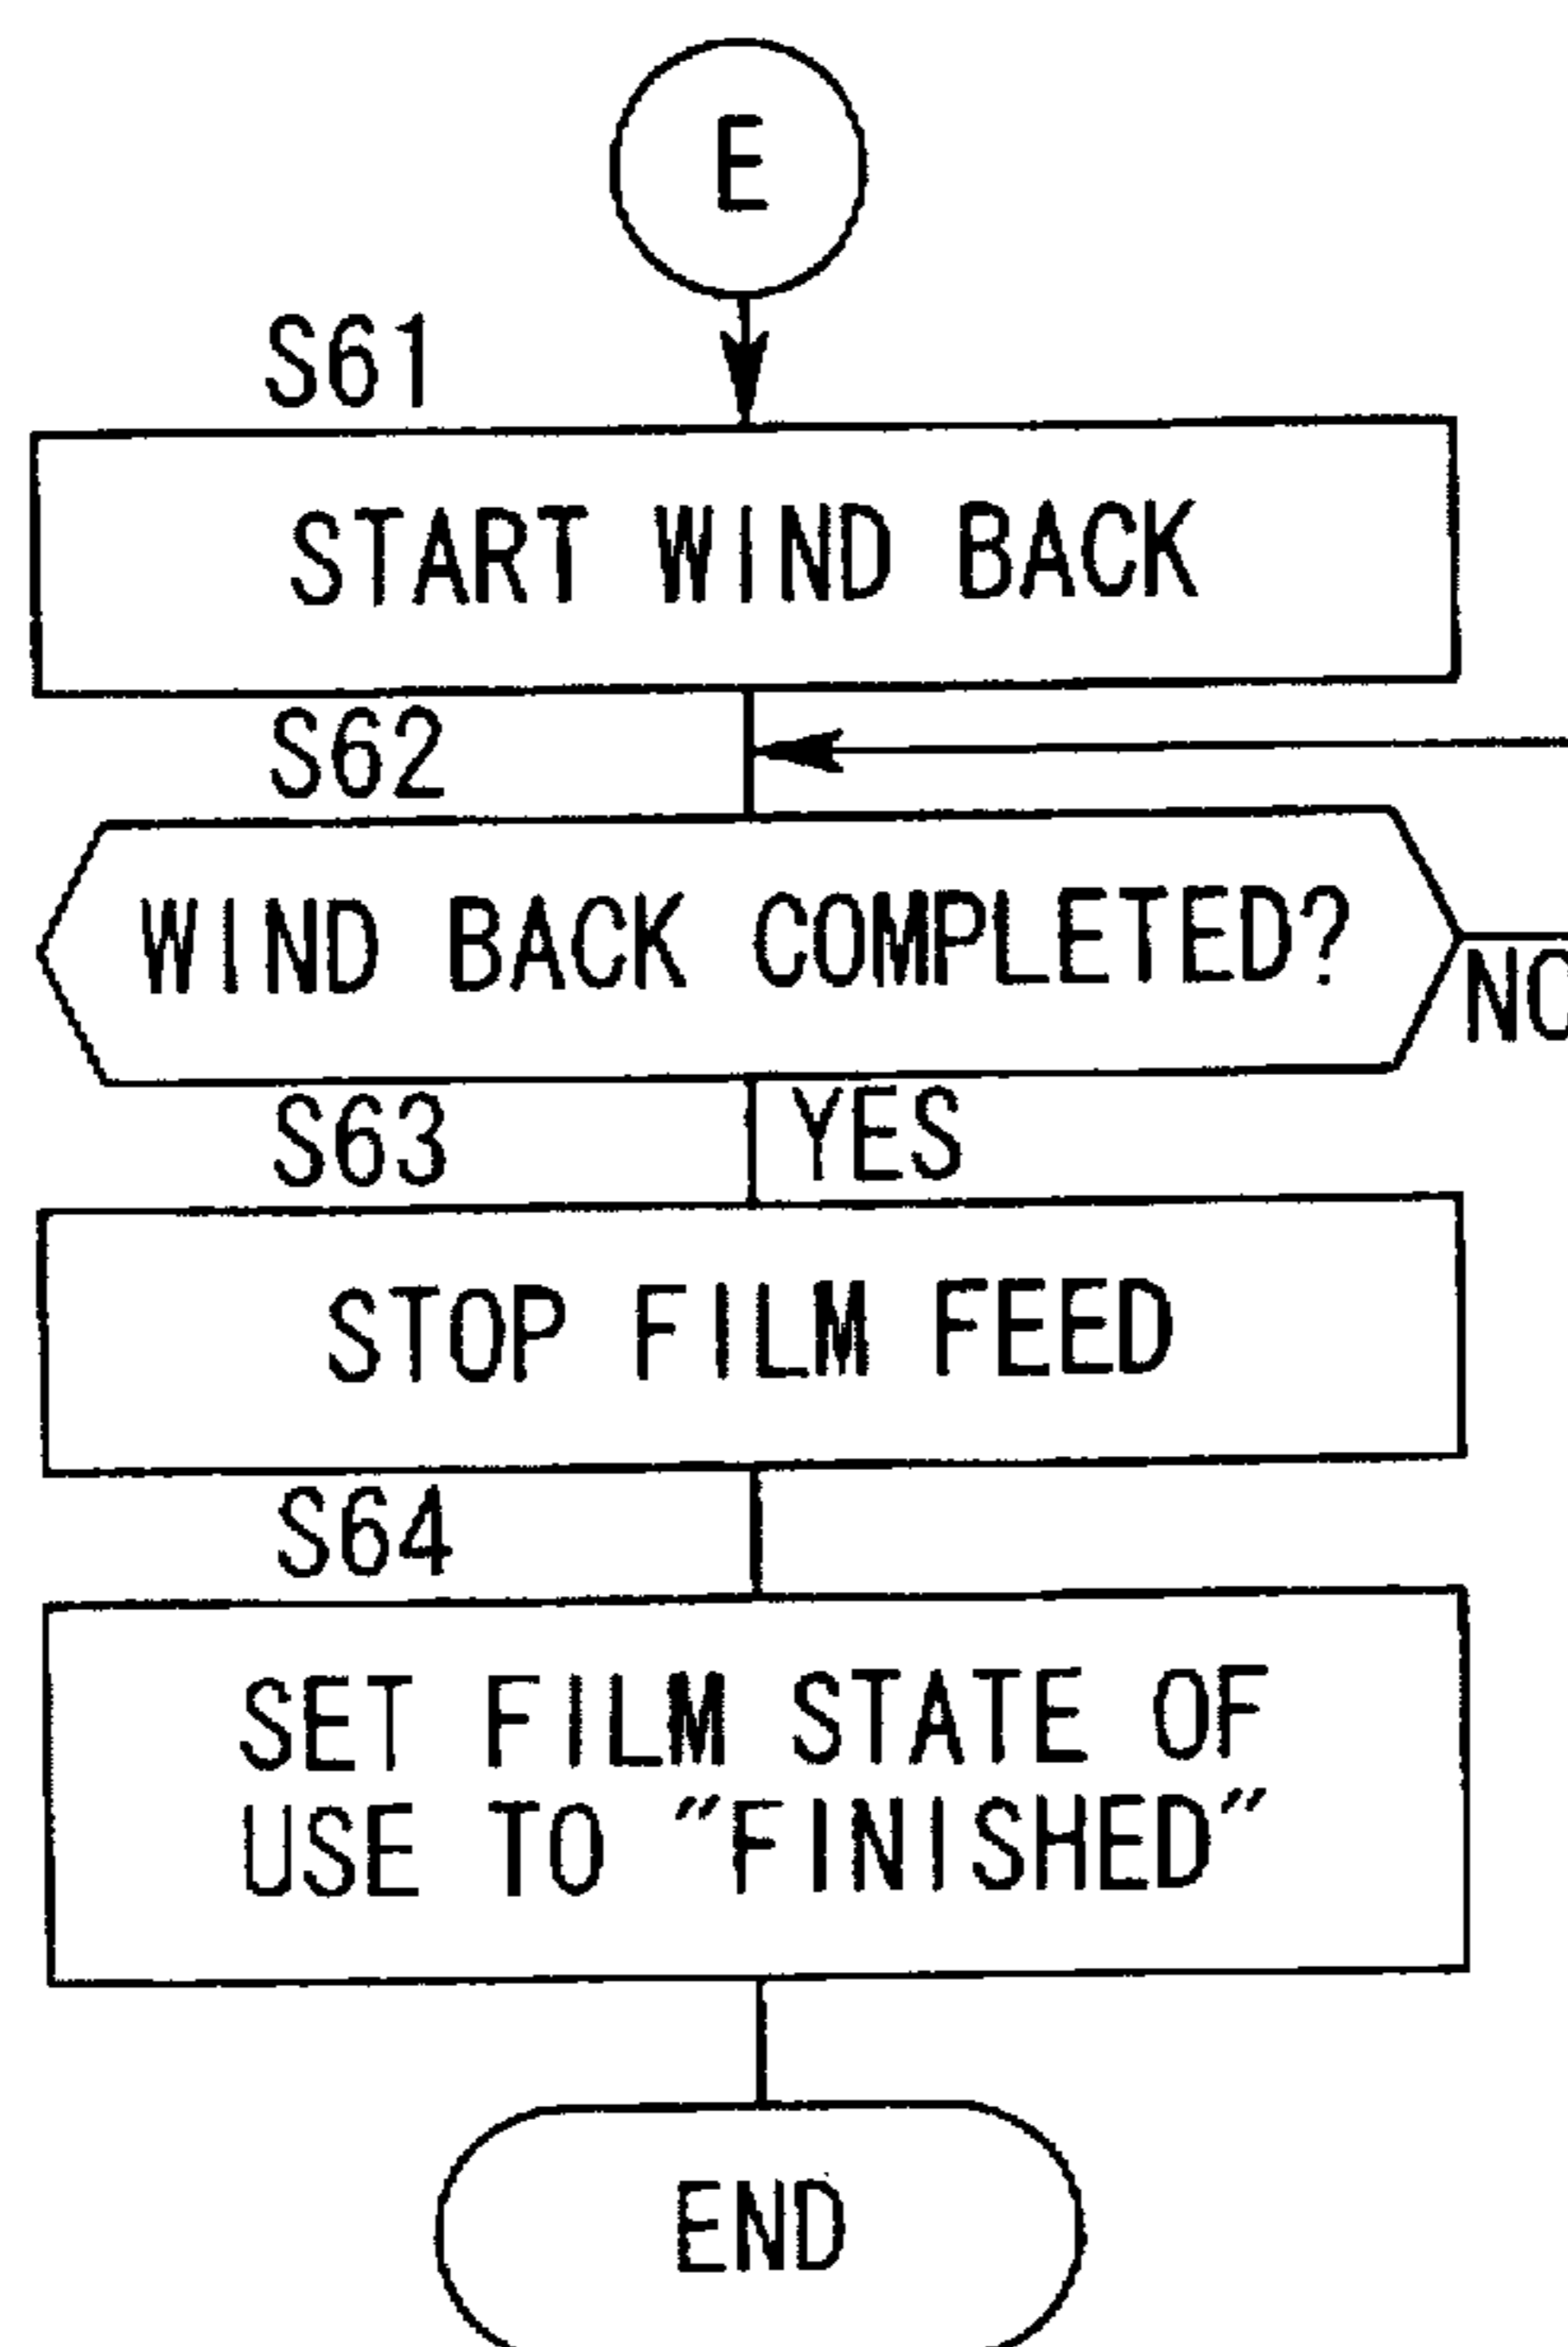 E
S61
START WIND BACK
S62
WIND BACK COMPLETED?
NO
S63
YES
STOP FILM FEED
S64
SET FILM STATE OF
USE TO "FINISHED"
END